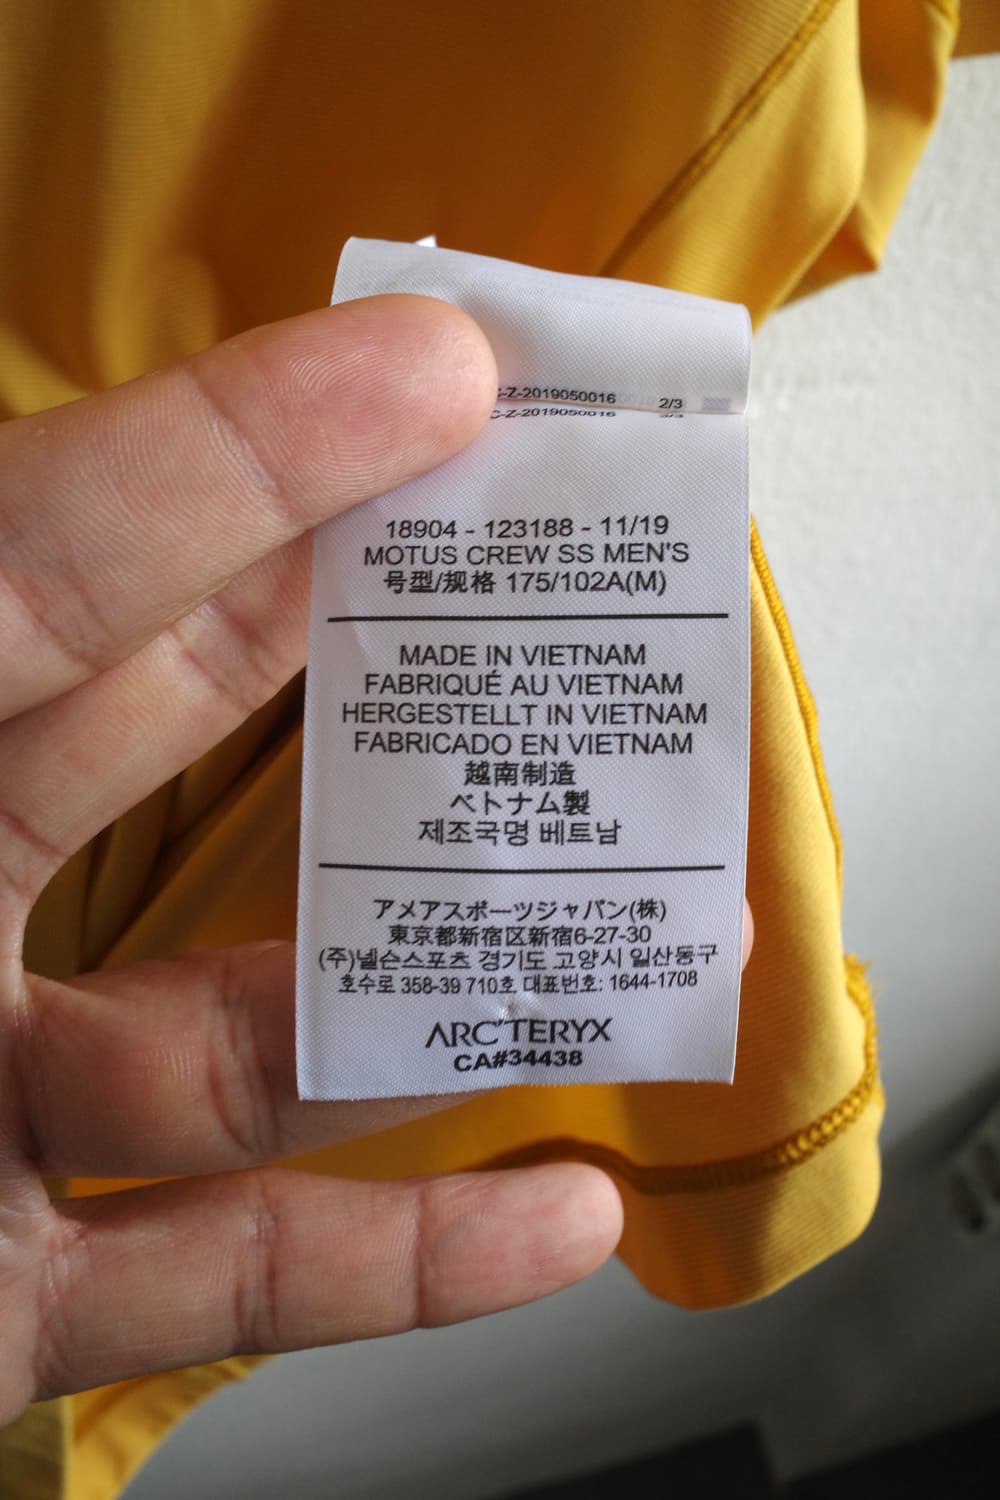 C-Z-2019050016 2/3
C-Z-2019050016
18904 - 123188 - 11/19
MOTUS CREW SS MEN'S
号型/规格 175/102A(M)
MADE IN VIETNAM
FABRIQUÉ AU VIETNAM
HERGESTELLT IN VIETNAM
FABRICADO EN VIETNAM
越南制造
ベトナム製
제조국명 베트남
アメアスポーツジャパン(株)
東京都新宿区新宿6-27-30
(주)넬슨스포츠 경기도 고양시 일산동구
호수로 358-39 710호 대표번호: 1644-1708
ARC'TERYX
CA#34438